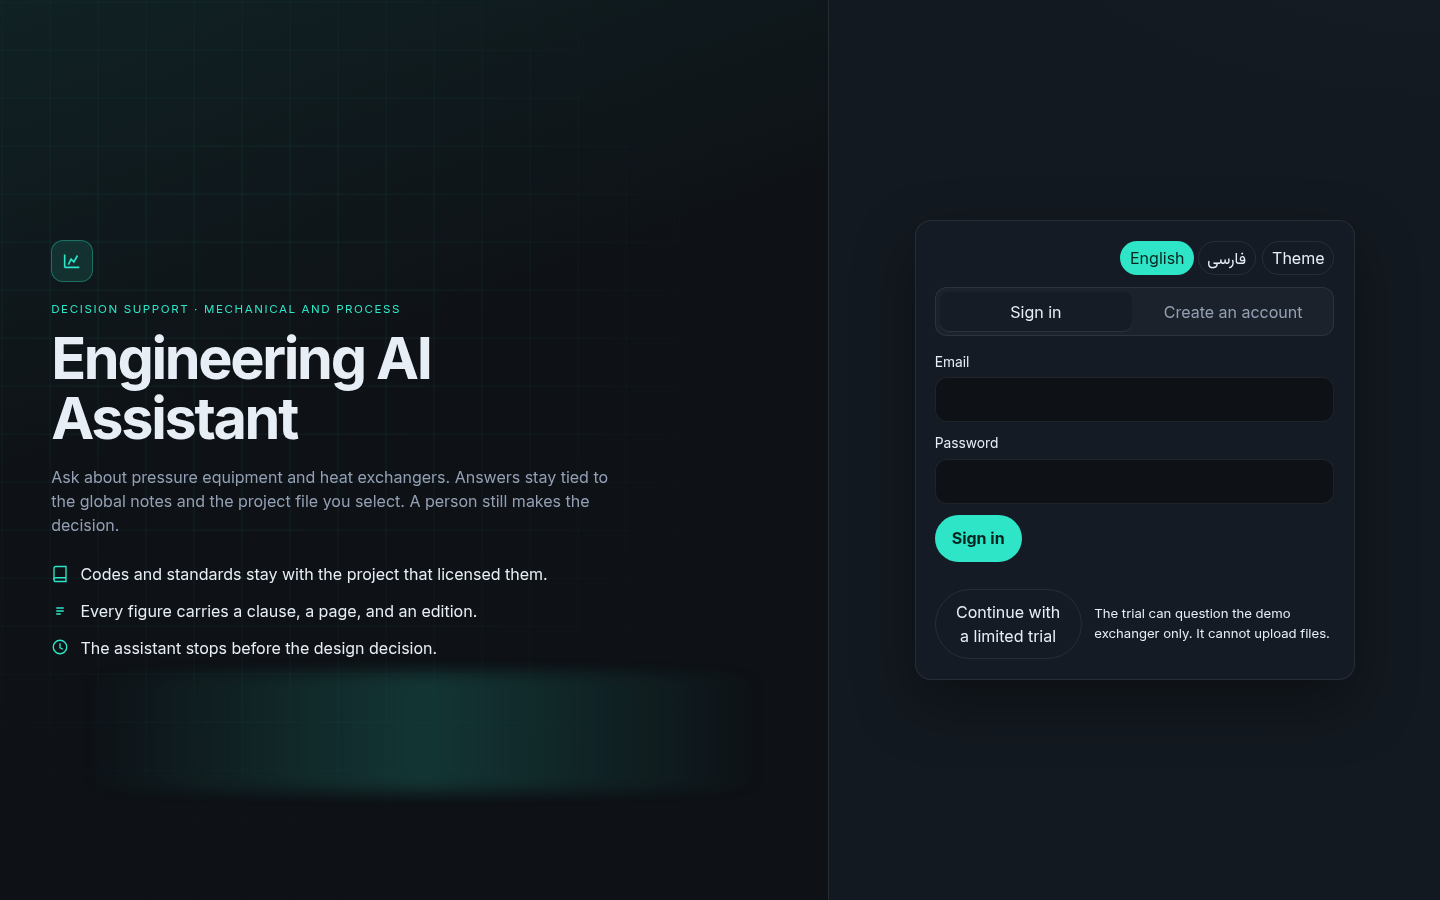 DECISION SUPPORT · MECHANICAL AND PROCESS
Engineering AI
Assistant
Ask about pressure equipment and heat exchangers. Answers stay tied to
the global notes and the project file you select. A person still makes the
decision.
Codes and standards stay with the project that licensed them.
Every figure carries a clause, a page, and an edition.
The assistant stops before the design decision.
English
فارسی
Theme
Sign in
Create an account
Email
Password
Sign in
Continue with
a limited trial
The trial can question the demo
exchanger only. It cannot upload files.